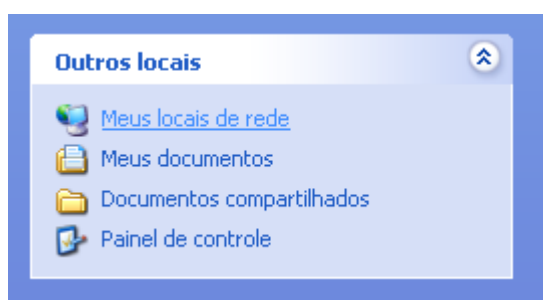 Outros locais
Meus locais de rede
Meus documentos
Documentos compartilhados
Painel de controle